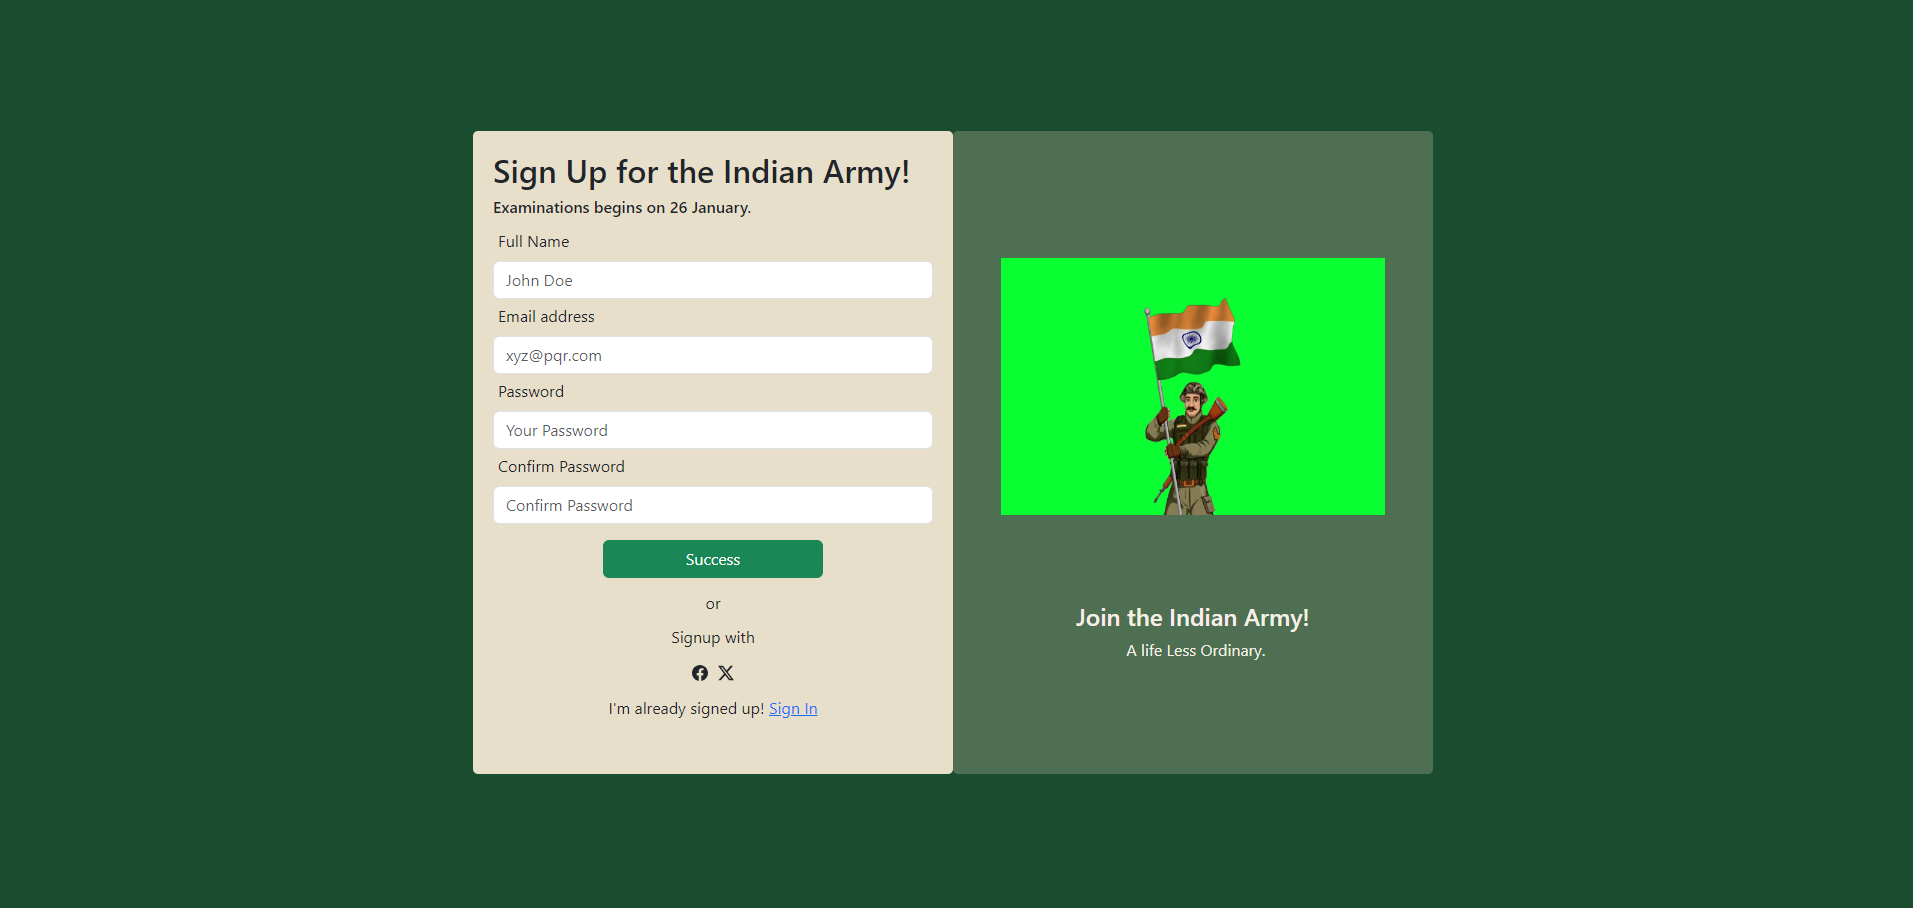 Sign Up for the Indian Army!
Examinations begins on 26 January.
Full Name
John Doe
Email address
xyz@pqr.com
Password
Your Password
Confirm Password
Confirm Password
Success
or
Signup with
I'm already signed up! Sign In
Join the Indian Army!
A life Less Ordinary.